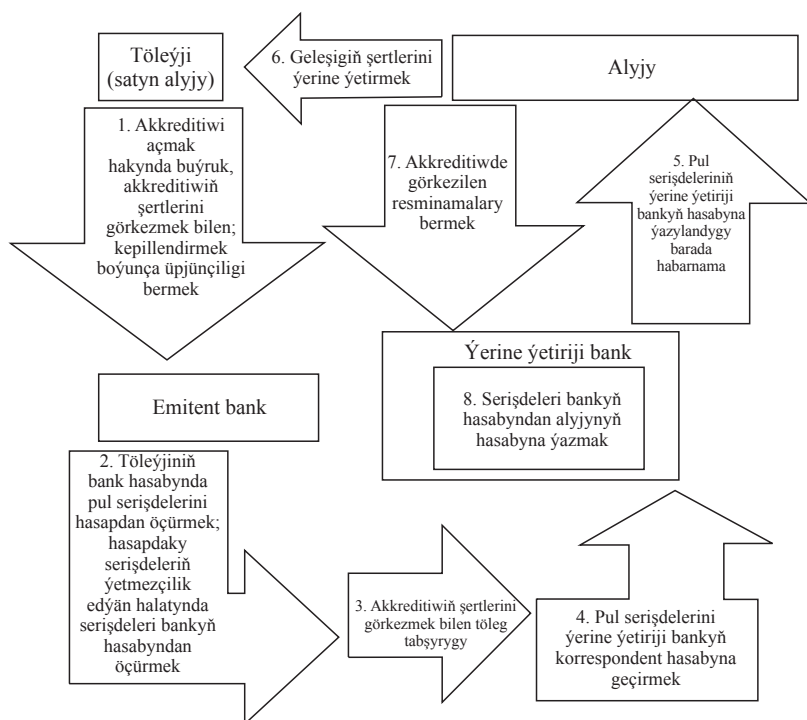 Töleýji
(satyn alyjy)
6. Geleşigiň şertlerini
ýerine ýetirmek
Alyjy
1. Akkreditiwi
açmak
hakynda buýruk,
akkreditiwiň
şertlerini
görkezmek bilen;
kepillendirmek
boýunça üpjünçiligi
bermek
7. Akkreditiwde
görkezilen
resminamalary
bermek
5. Pul
serişdeleriniň
ýerine ýetiriji
bankyň hasabyna
ýazylandygy
barada
habarnama
Emitent bank
Ýerine ýetiriji bank
8. Serişdeleri bankyň
hasabyndan alyjynyň
hasabyna ýazmak
2. Töleýjiniň
bank hasabynda
pul serişdelerini
hasapdan öçürmek;
hasapdaky
serişdeleriň
ýetmezçilik
edýän halatynda
serişdeleri bankyň
hasabyndan
öçürmek
3. Akkreditiwiň şertlerini
görkezmek bilen töleg
tabşyrygy
4. Pul serişdelerini
ýerine ýetiriji bankyň
korrespondent hasabyna
geçirmek